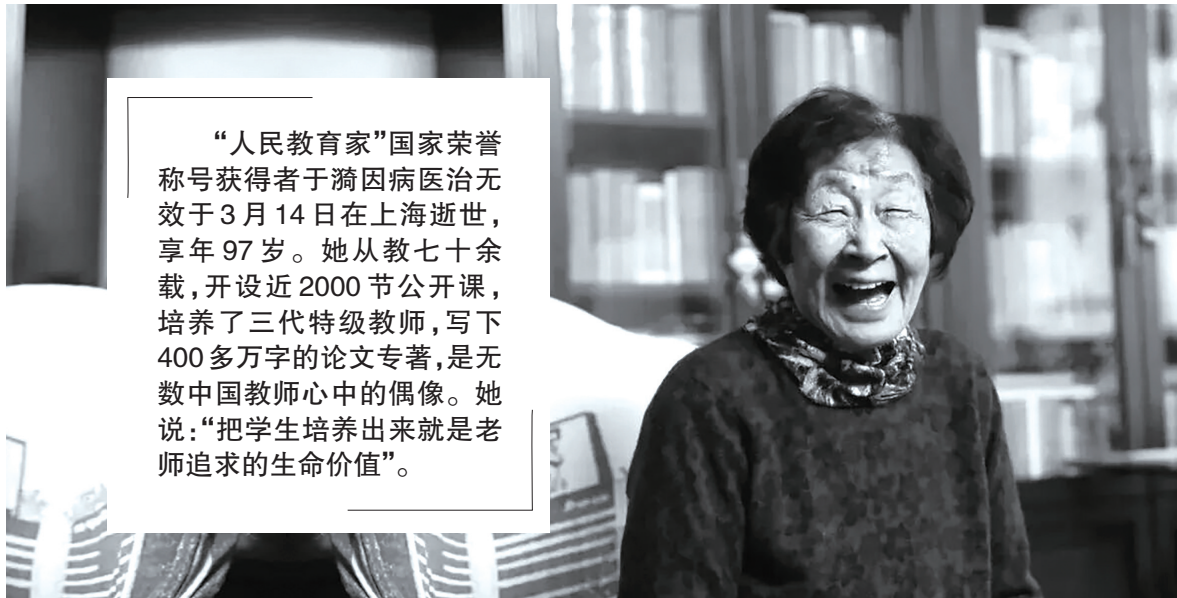 “人民教育家”国家荣誉
称号获得者于漪因病医治无
效于3月14日在上海逝世，
享年97岁。她从教七十余
载，开设近2000节公开课，
培养了三代特级教师，写下
400多万字的论文专著，是无
数中国教师心中的偶像。她
说：“把学生培养出来就是老
师追求的生命价值”。